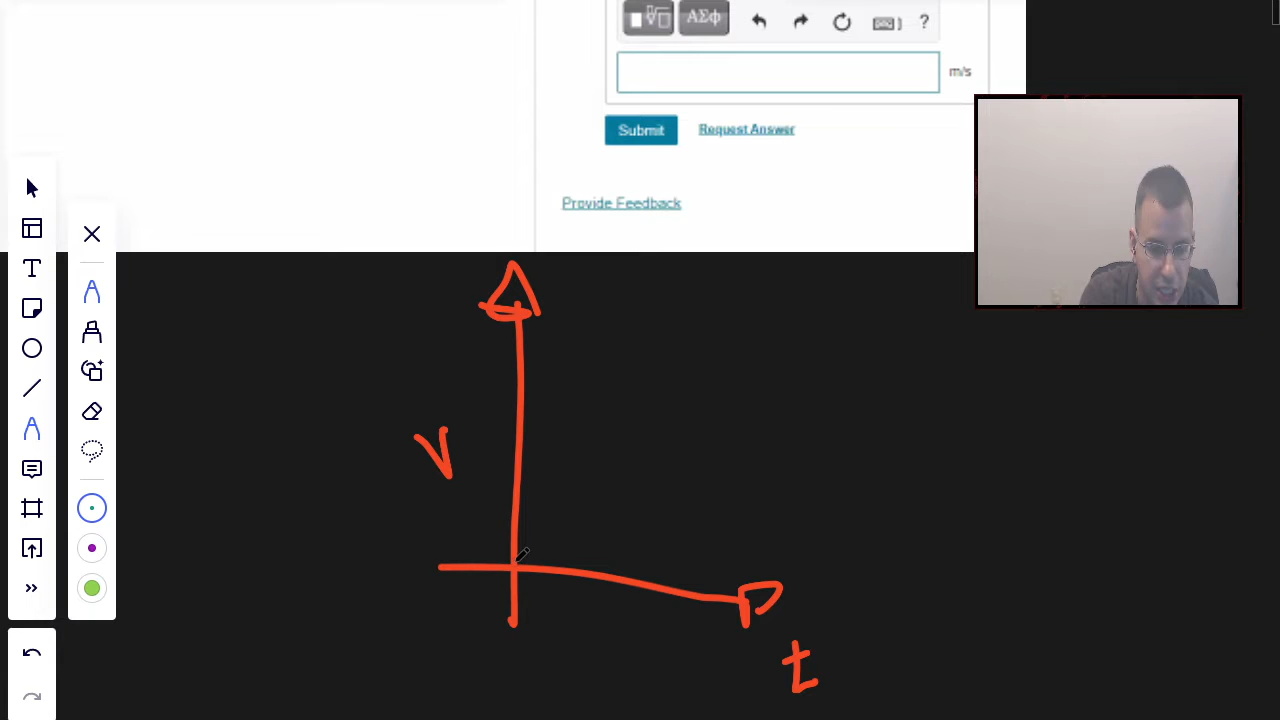 ΑΣφ ?
m/s
Submit Request Answer
Provide Feedback
T
V
t